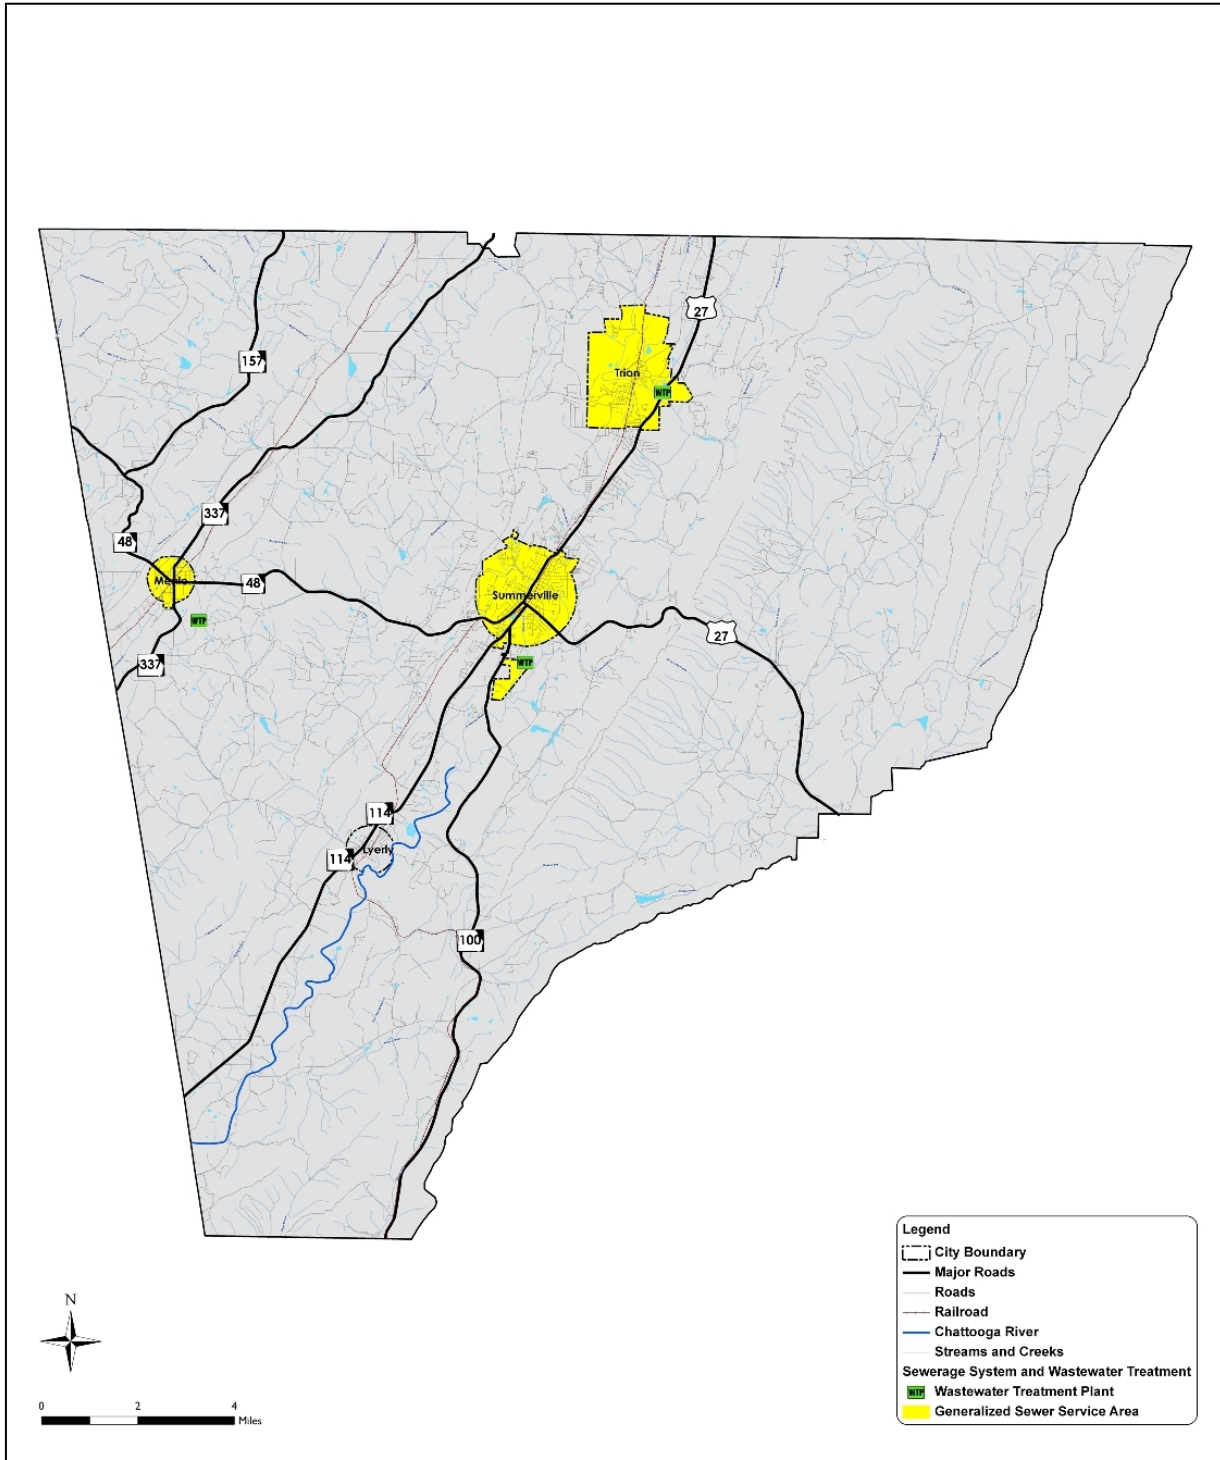 27
157
Trion
WTP
337
48
Menlo
48
Summerville
WTP
27
337
WTP
114
Lyerly
114
100
Legend
City Boundary
Major Roads
Roads
Railroad
Chattooga River
Streams and Creeks
Sewerage System and Wastewater Treatment
WTP Wastewater Treatment Plant
Generalized Sewer Service Area
N
0 2 4
Miles